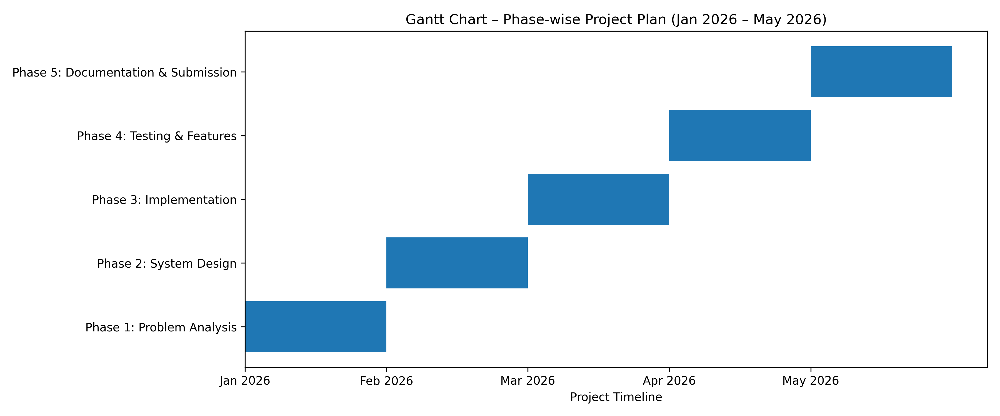 Gantt Chart – Phase-wise Project Plan (Jan 2026 – May 2026)
Phase 5: Documentation & Submission
Phase 4: Testing & Features
Phase 3: Implementation
Phase 2: System Design
Phase 1: Problem Analysis
Jan 2026 Feb 2026 Mar 2026 Apr 2026 May 2026
Project Timeline